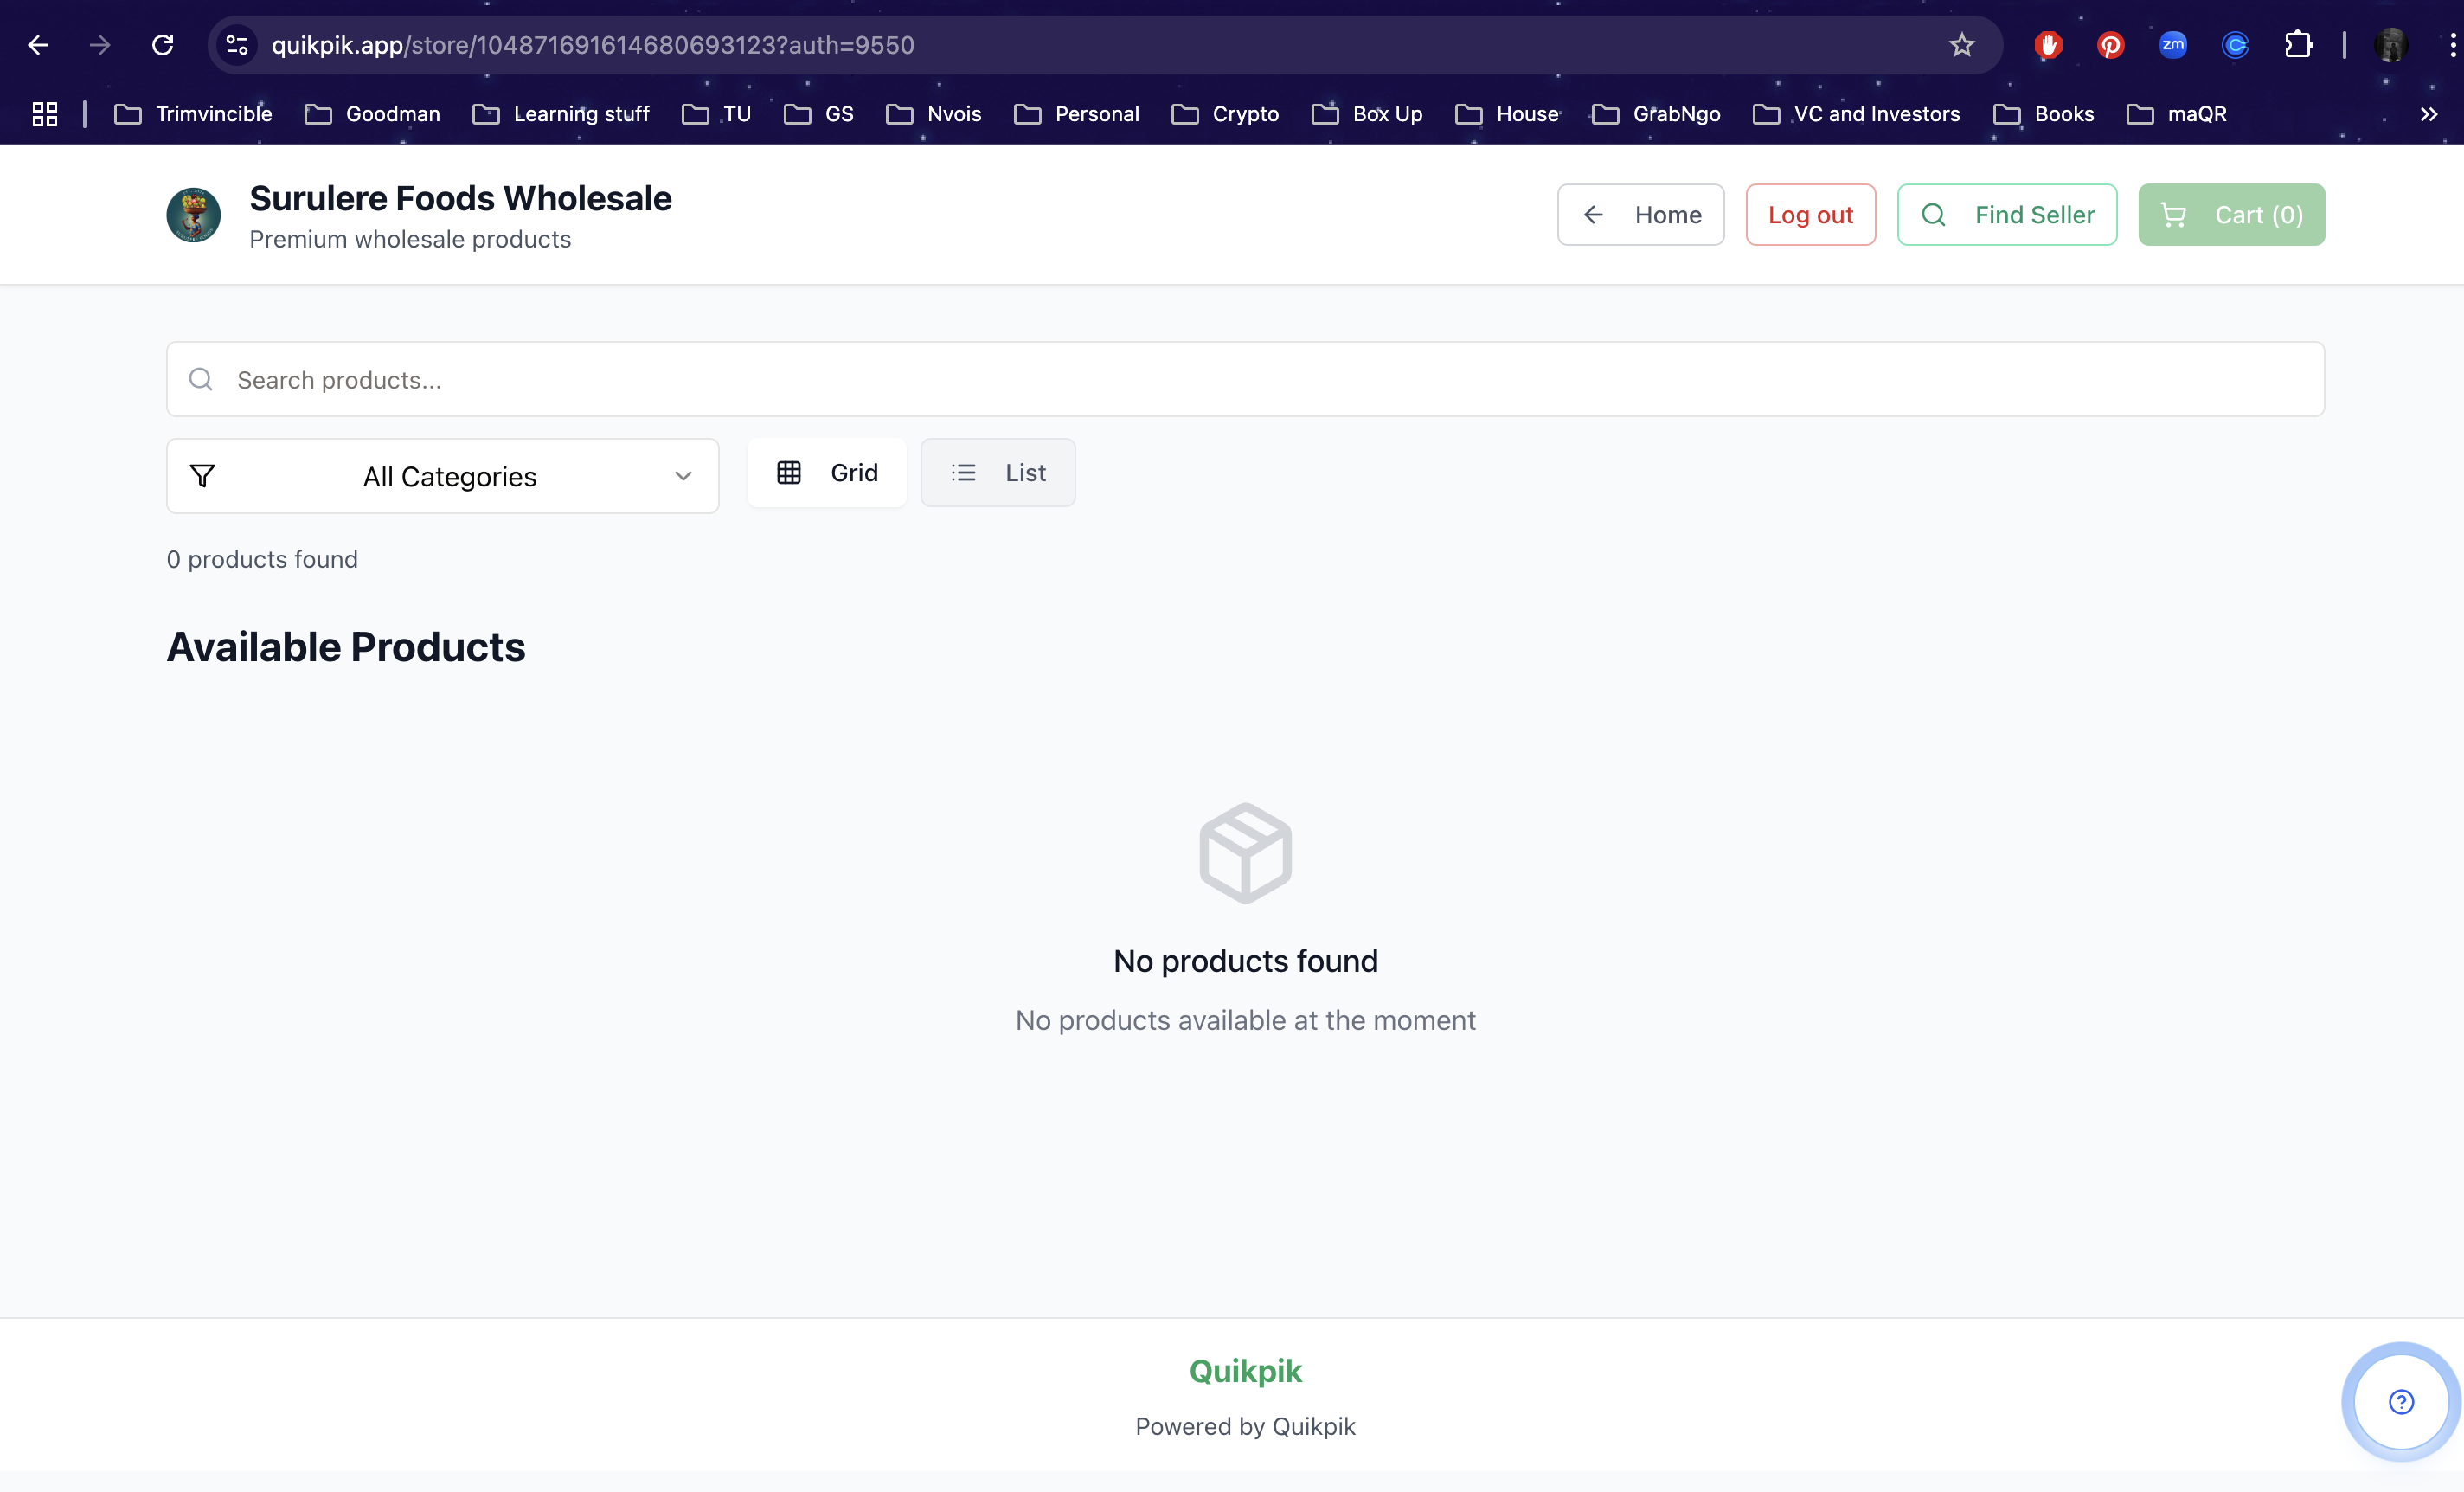 quikpik.app/store/104871691614680693123?auth=9550
zm
Trimvincible Goodman Learning stuff TU GS Nvois Personal Crypto Box Up House GrabNgo VC and Investors Books maQR
Surulere Foods Wholesale
Premium wholesale products
Home Log out Find Seller Cart (0)
Search products...
All Categories Grid List
0 products found
Available Products
No products found
No products available at the moment
Quikpik
Powered by Quikpik